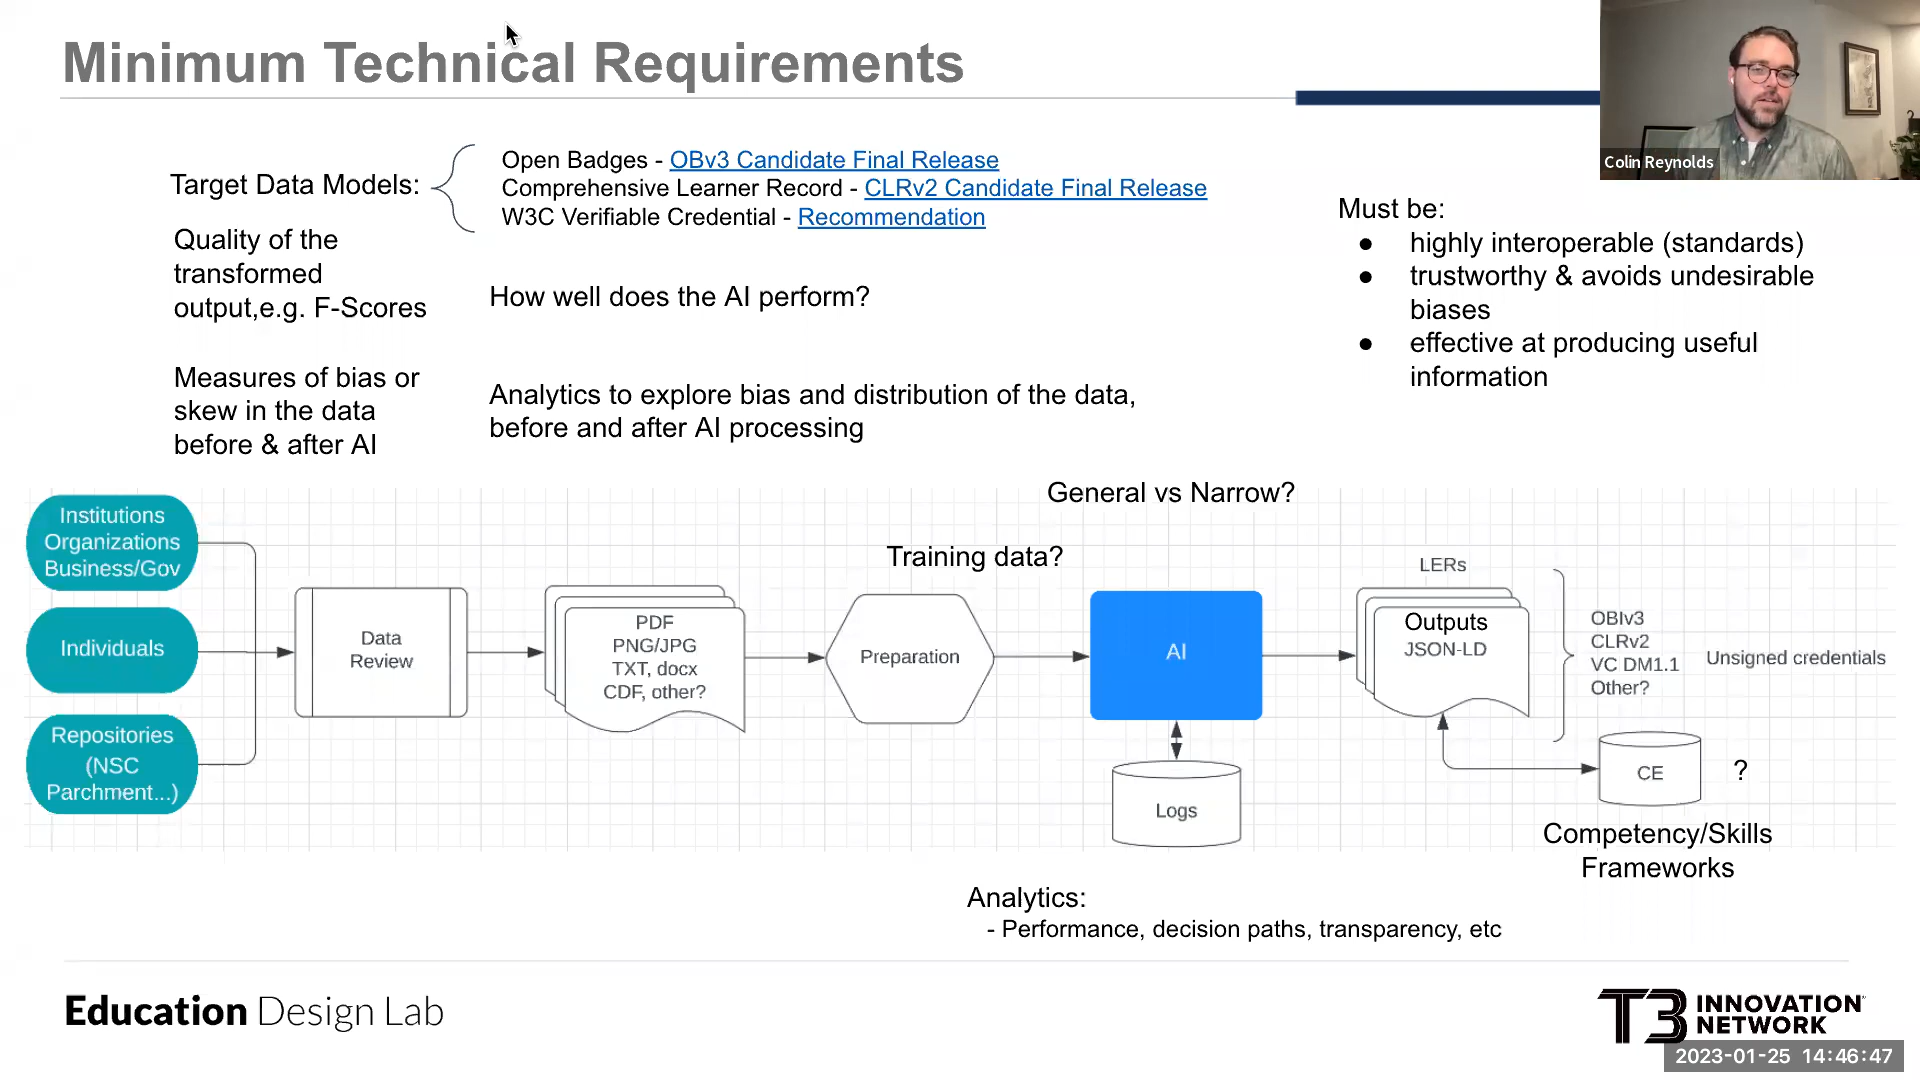 Minimum Technical Requirements
Colin Reynolds
Target Data Models:
Open Badges - OBv3 Candidate Final Release
Comprehensive Learner Record - CLRv2 Candidate Final Release
W3C Verifiable Credential - Recommendation
Must be:
● highly interoperable (standards)
● trustworthy & avoids undesirable
biases
● effective at producing useful
information
Quality of the
transformed
output,e.g. F-Scores
How well does the AI perform?
Measures of bias or
skew in the data
before & after AI
Analytics to explore bias and distribution of the data,
before and after AI processing
General vs Narrow?
Training data?
Institutions
Organizations
Business/Gov
Individuals
Repositories
(NSC
Parchment...)
Data
Review
PDF
PNG/JPG
TXT, docx
CDF, other?
Preparation
AI
Logs
LERs
Outputs
JSON-LD
OBIv3
CLRv2
VC DM1.1
Other?
Unsigned credentials
CE
?
Competency/Skills
Frameworks
Analytics:
- Performance, decision paths, transparency, etc
Education Design Lab
T3 INNOVATION
NETWORK
2023-01-25 14:46:47